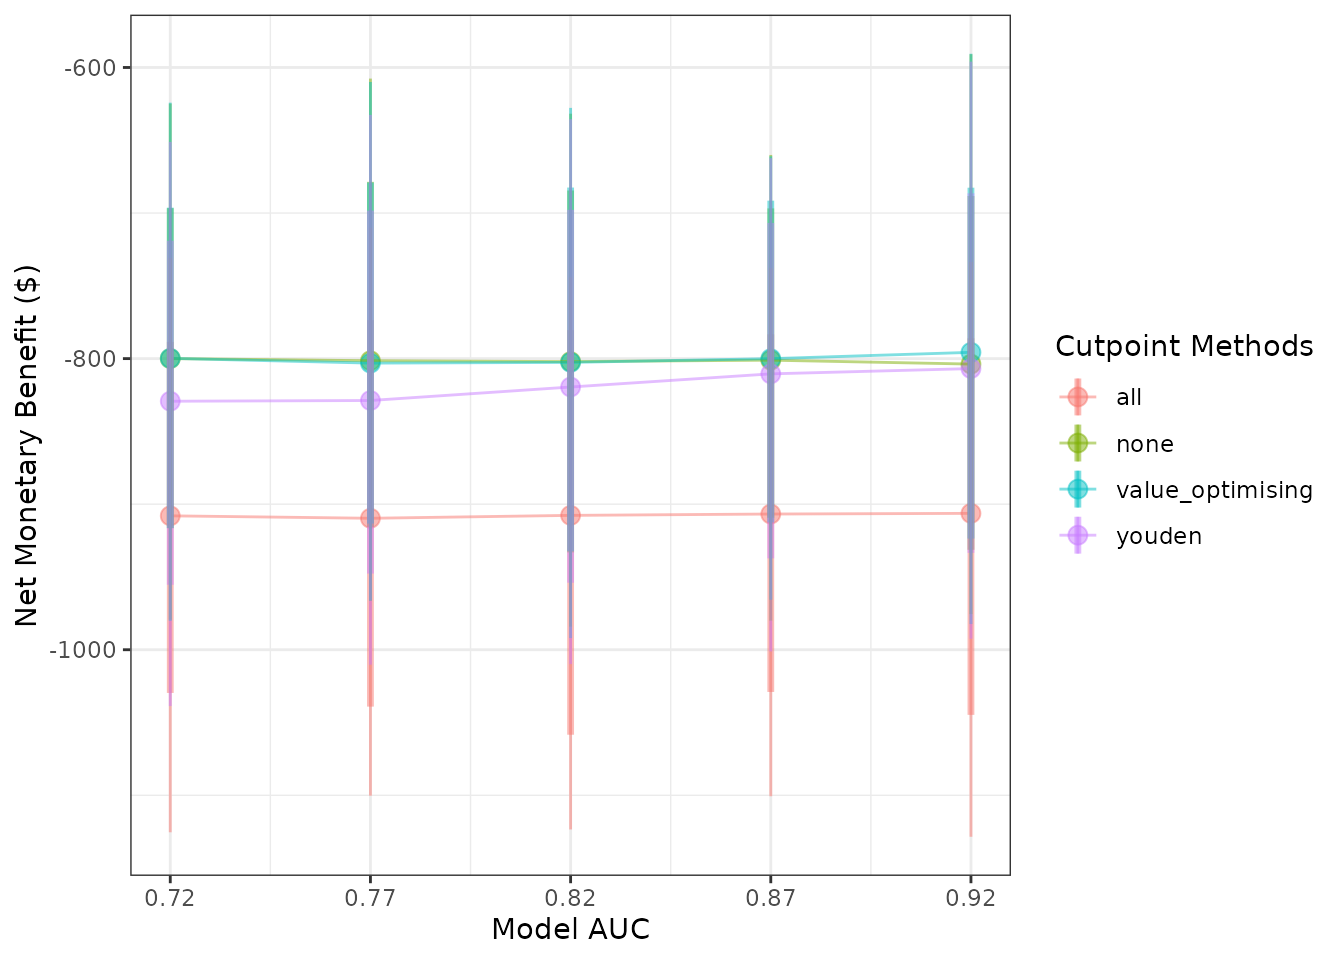 Net Monetary Benefit ($)
-600
-800
-1000
0.72
0.77
0.82
0.87
0.92
Model AUC
Cutpoint Methods
all
none
value_optimising
youden